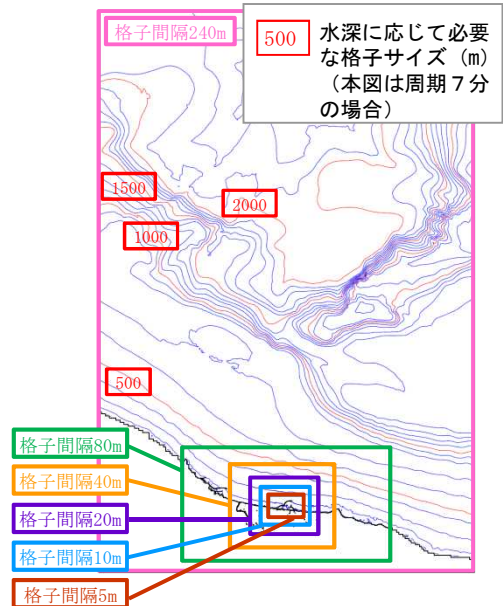 格子間隔240m
500
水深に応じて必要
な格子サイズ（m）
（本図は周期７分
の場合）
1500
2000
1000
500
格子間隔80m
格子間隔40m
格子間隔20m
格子間隔10m
格子間隔5m